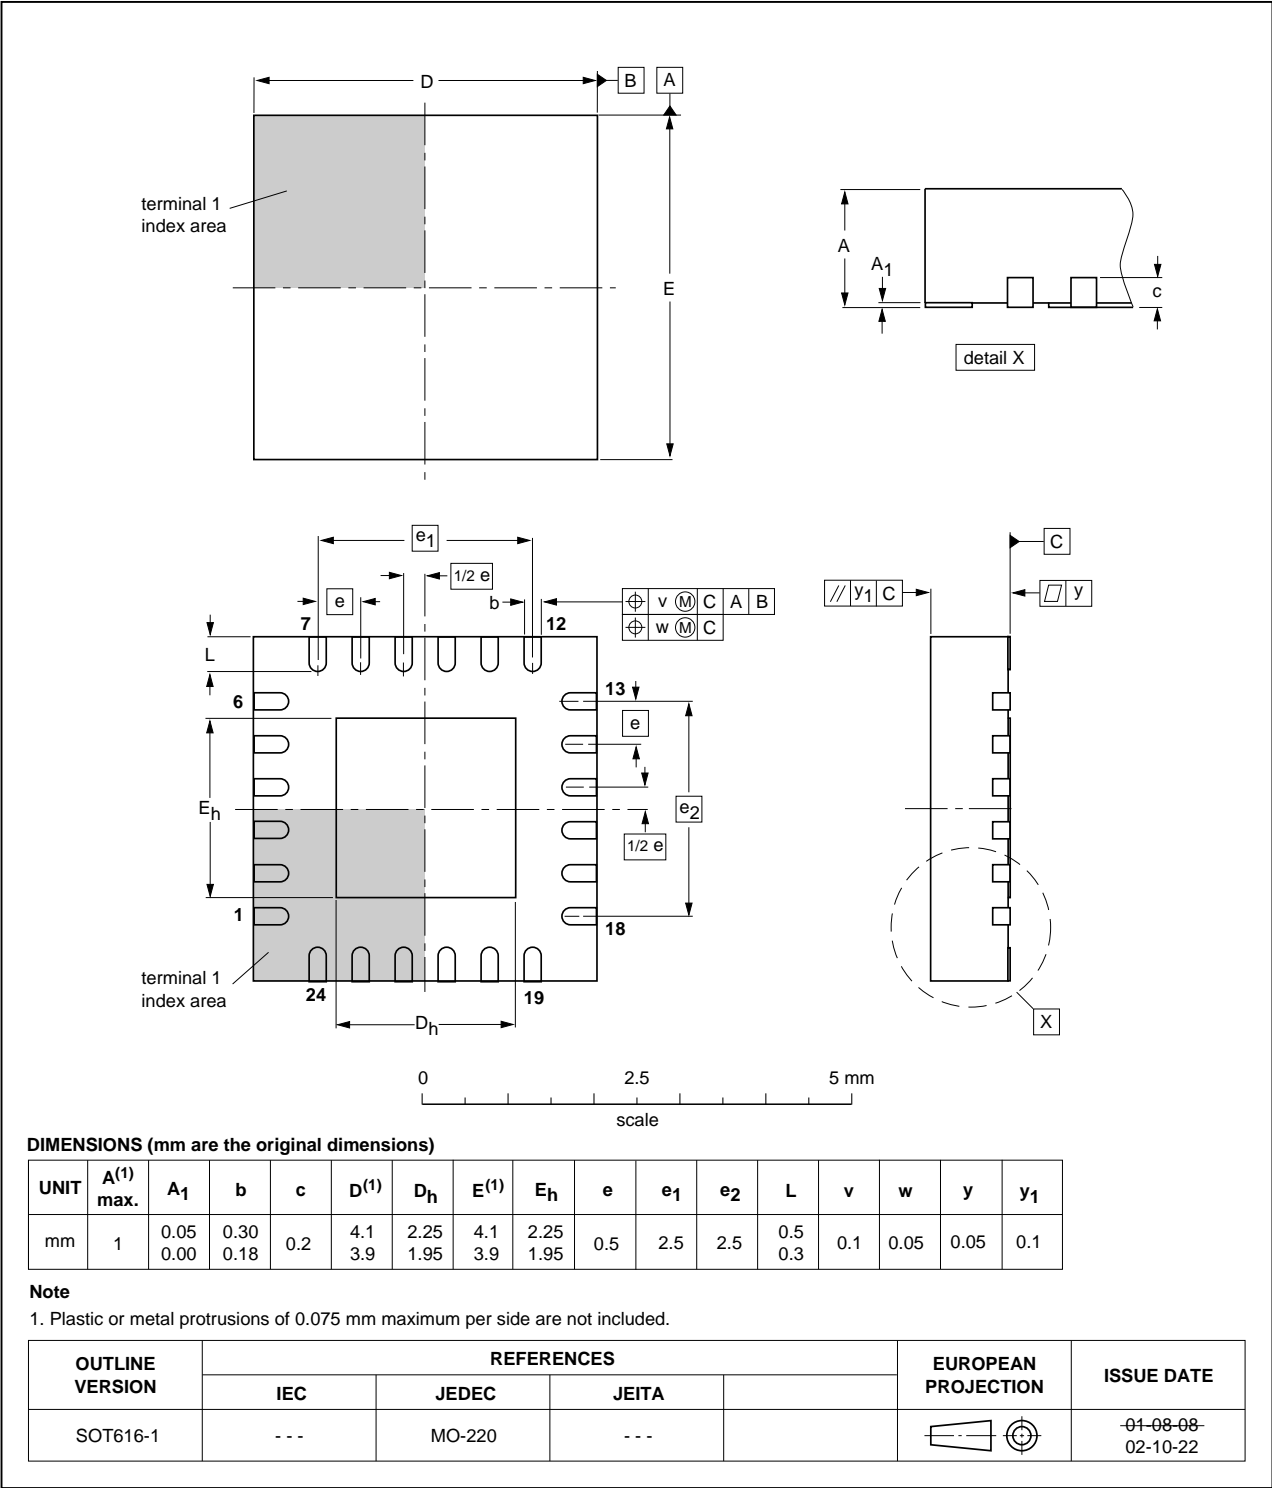 D
B
A
terminal 1
index area
E
A
A1
c
detail X
e1
e
1/2 e
b
v M C A B
w M C
7
12
L
6
13
e
Eh
e2
1/2 e
1
18
terminal 1
index area
24
19
Dh
C
// y1 C
y
X
0 2.5 5 mm
scale
DIMENSIONS (mm are the original dimensions)
UNIT A(1) max. A1 b c D(1) Dh E(1) Eh e e1 e2 L v w y y1
mm 1 0.05 0.00 0.30 0.18 0.2 4.1 3.9 2.25 1.95 4.1 3.9 2.25 1.95 0.5 2.5 2.5 0.5 0.3 0.1 0.05 0.05 0.1
Note
1. Plastic or metal protrusions of 0.075 mm maximum per side are not included.
OUTLINE VERSION
REFERENCES
IEC JEDEC JEITA
EUROPEAN PROJECTION
ISSUE DATE
SOT616-1 - - - MO-220 - - -
01-08-08
02-10-22